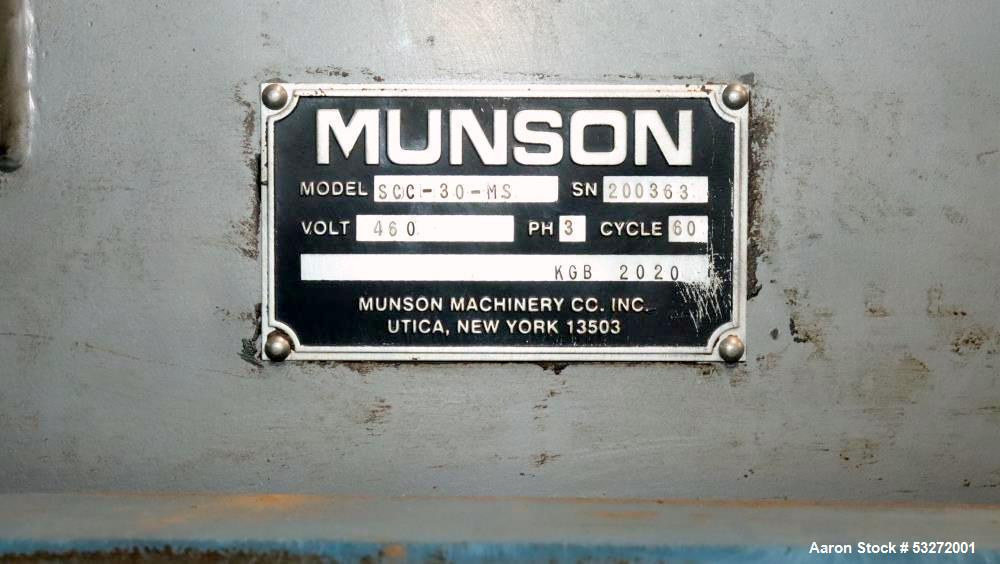 MUNSON
MODEL SCC-30-MS SN 200363
VOLT 460 PH 3 CYCLE 60
KGB 2020
MUNSON MACHINERY CO. INC.
UTICA, NEW YORK 13503
Aaron Stock # 53272001